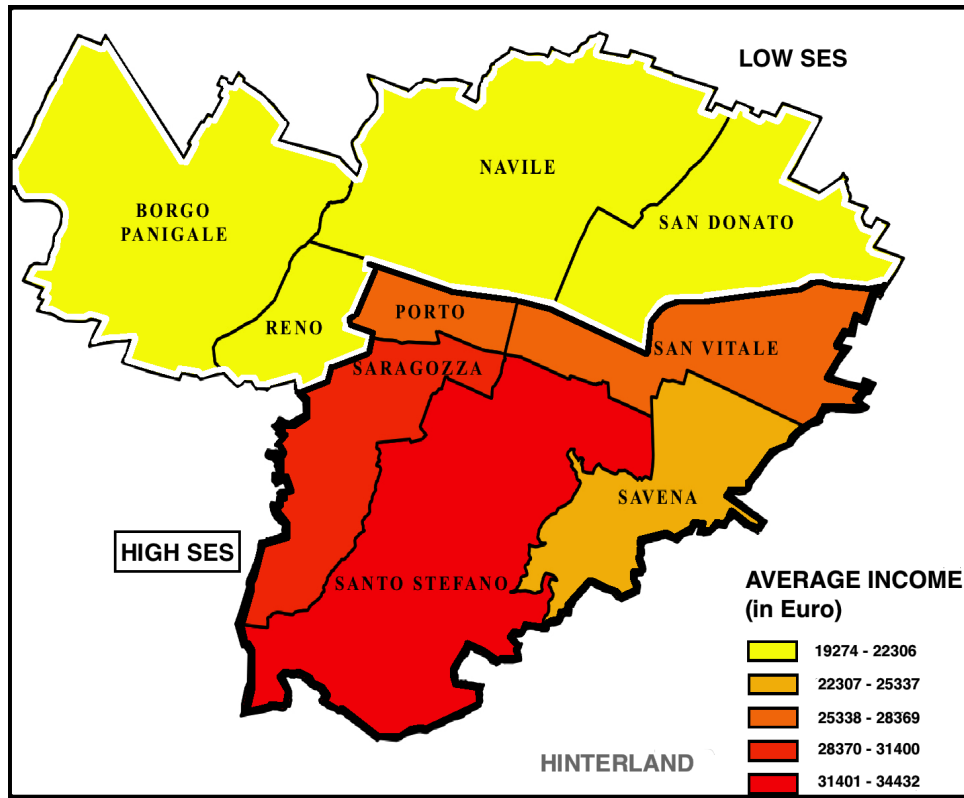 LOW SES
NAVILE
BORGO
PANIGALE
SAN DONATO
RENO
PORTO
SAN VITALE
SARAGOZZA
SAVENA
HIGH SES
SANTO STEFANO
HINTERLAND
AVERAGE INCOME
(in Euro)
19274 - 22306
22307 - 25337
25338 - 28369
28370 - 31400
31401 - 34432